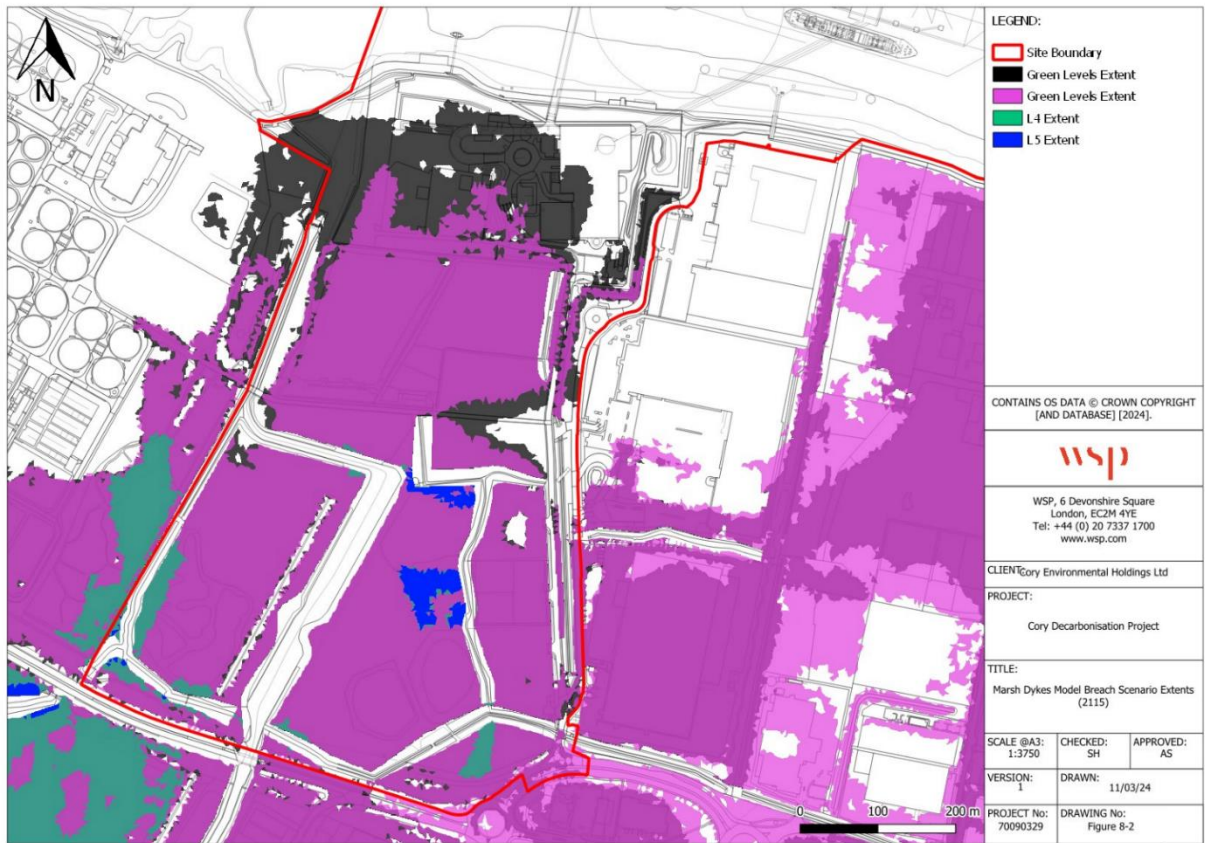 N
LEGEND:
Site Boundary
Green Levels Extent
Green Levels Extent
L4 Extent
L5 Extent
CONTAINS OS DATA © CROWN COPYRIGHT
[AND DATABASE] [2024].
wsp
WSP, 6 Devonshire Square
London, EC2M 4YE
Tel: +44 (0) 20 7337 1700
www.wsp.com
CLIENT: Cory Environmental Holdings Ltd
PROJECT:
Cory Decarbonisation Project
TITLE:
Marsh Dykes Model Breach Scenario Extents
(2115)
SCALE @A3: CHECKED: APPROVED:
1:3750 SH AS
VERSION: DRAWN:
1 11/03/24
PROJECT No: DRAWING No:
70090329 Figure 8-2
0 100 200 m